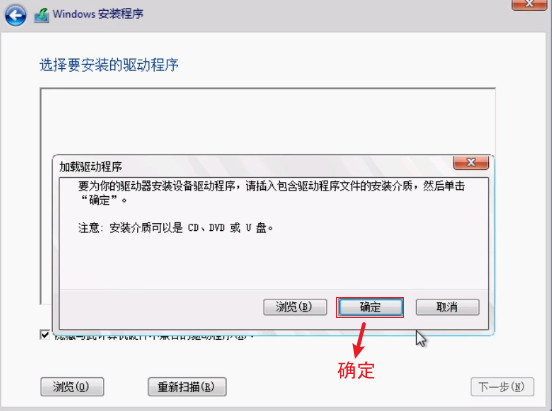 Windows 安装程序
选择要安装的驱动程序
加载驱动程序
要为你的驱动器安装设备驱动程序，请插入包含驱动程序文件的安装介质，然后单击
“确定”。
注意: 安装介质可以是 CD、DVD 或 U 盘。
浏览(B)
确定
取消
确定
浏览(O)
重新扫描(R)
下一步(N)